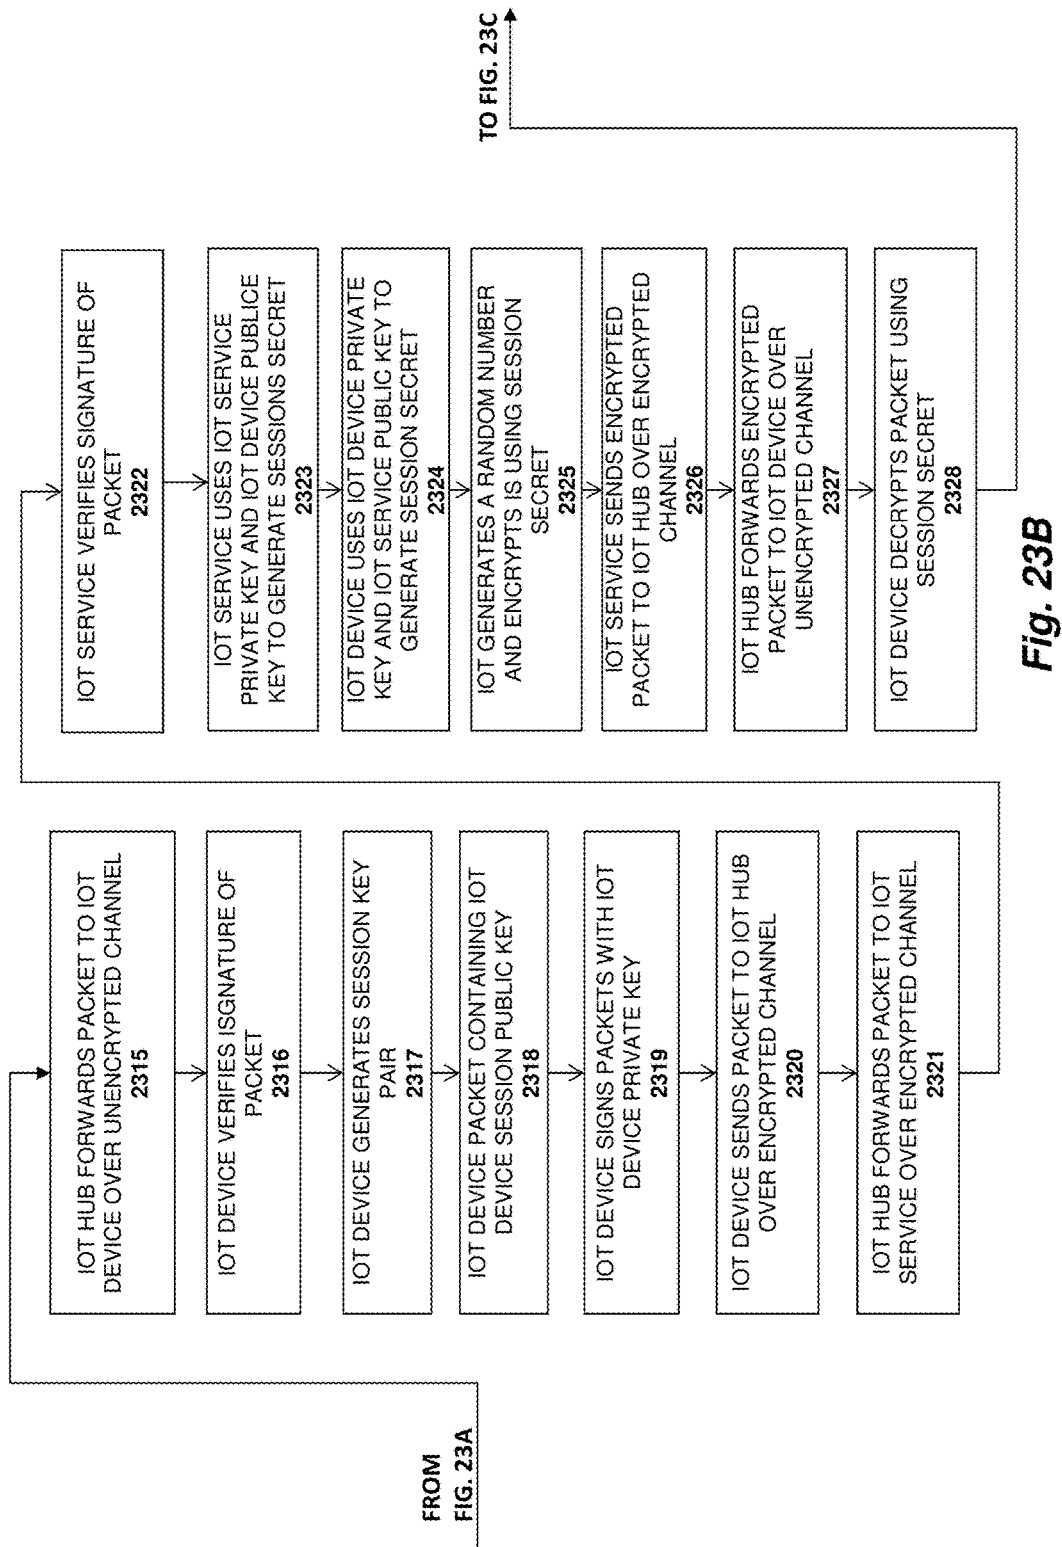 FROM
FIG. 23A
IOT HUB FORWARDS PACKET TO IOT
DEVICE OVER UNENCRYPTED CHANNEL
2315
IOT DEVICE VERIFIES ISGNATURE OF
PACKET
2316
IOT DEVICE GENERATES SESSION KEY
PAIR
2317
IOT DEVICE PACKET CONTAINING IOT
DEVICE SESSION PUBLIC KEY
2318
IOT DEVICE SIGNS PACKETS WITH IOT
DEVICE PRIVATE KEY
2319
IOT DEVICE SENDS PACKET TO IOT HUB
OVER ENCRYPTED CHANNEL
2320
IOT HUB FORWARDS PACKET TO IOT
SERVICE OVER ENCRYPTED CHANNEL
2321
IOT SERVICE VERIFIES SIGNATURE OF
PACKET
2322
IOT SERVICE USES IOT SERVICE
PRIVATE KEY AND IOT DEVICE PUBLICE
KEY TO GENERATE SESSIONS SECRET
2323
IOT DEVICE USES IOT DEVICE PRIVATE
KEY AND IOT SERVICE PUBLIC KEY TO
GENERATE SESSION SECRET
2324
IOT GENERATES A RANDOM NUMBER
AND ENCRYPTS IS USING SESSION
SECRET
2325
IOT SERVICE SENDS ENCRYPTED
PACKET TO IOT HUB OVER ENCRYPTED
CHANNEL
2326
IOT HUB FORWARDS ENCRYPTED
PACKET TO IOT DEVICE OVER
UNENCRYPTED CHANNEL
2327
IOT DEVICE DECRYPTS PACKET USING
SESSION SECRET
2328
TO FIG. 23C
Fig. 23B